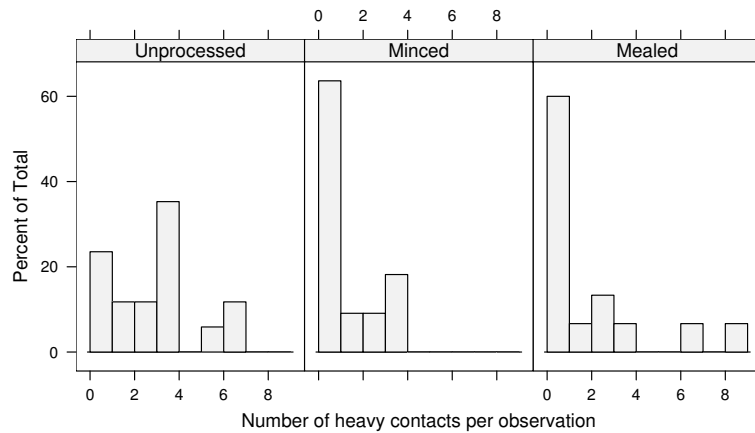 0 2 4 6 8
Unprocessed Minced Mealed
60
40
20
0
Percent of Total
0 2 4 6 8 0 2 4 6 8
Number of heavy contacts per observation